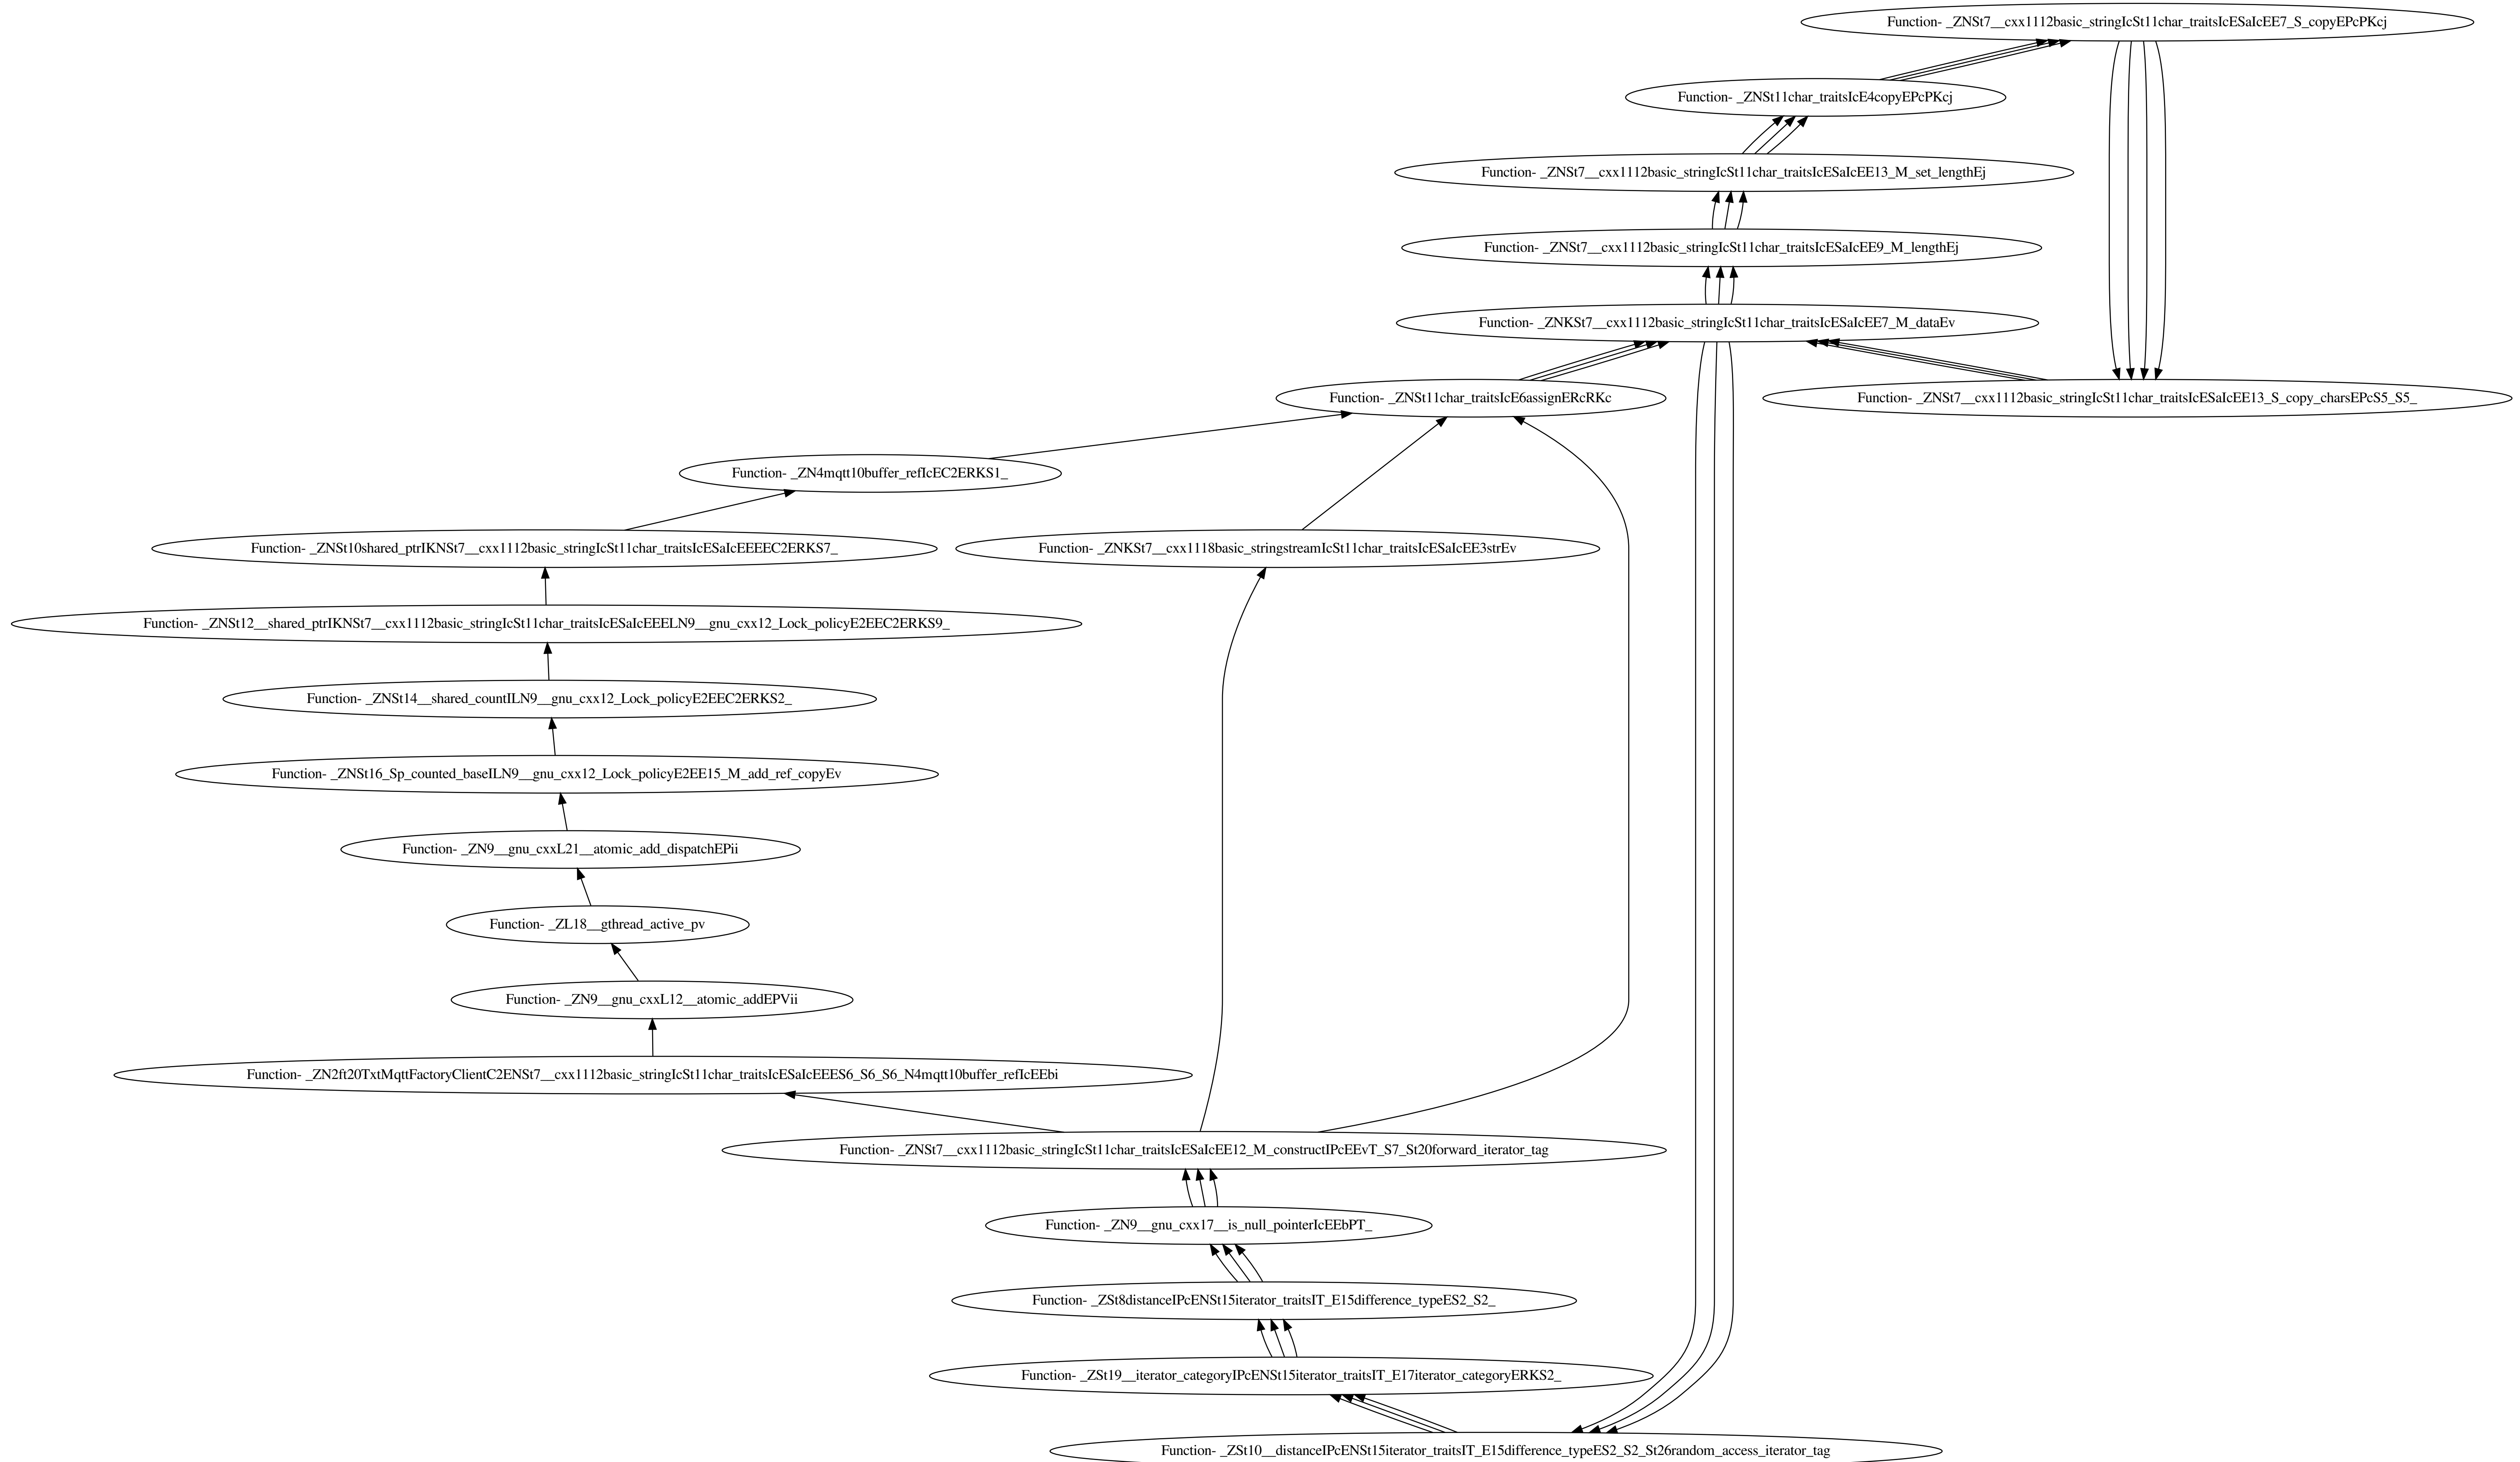 Function- _ZNSt7__cxx1112basic_stringIcSt11char_traitsIcESaIcEE7_S_copyEPcPKcj
Function- _ZNSt11char_traitsIcE4copyEPcPKcj
Function- _ZNSt7__cxx1112basic_stringIcSt11char_traitsIcESaIcEE13_M_set_lengthEj
Function- _ZNSt7__cxx1112basic_stringIcSt11char_traitsIcESaIcEE9_M_lengthEj
Function- _ZNKSt7__cxx1112basic_stringIcSt11char_traitsIcESaIcEE7_M_dataEv
Function- _ZNSt11char_traitsIcE6assignERcRKc
Function- _ZNSt7__cxx1112basic_stringIcSt11char_traitsIcESaIcEE13_S_copy_charsEPcS5_S5_
Function- _ZN4mqtt10buffer_refIcEC2ERKS1_
Function- _ZNSt10shared_ptrIKNSt7__cxx1112basic_stringIcSt11char_traitsIcESaIcEEEEC2ERKS7_
Function- _ZNKSt7__cxx1118basic_stringstreamIcSt11char_traitsIcESaIcEE3strEv
Function- _ZNSt12__shared_ptrIKNSt7__cxx1112basic_stringIcSt11char_traitsIcESaIcEEELN9__gnu_cxx12_Lock_policyE2EEC2ERKS9_
Function- _ZNSt14__shared_countILN9__gnu_cxx12_Lock_policyE2EEC2ERKS2_
Function- _ZNSt16_Sp_counted_baseILN9__gnu_cxx12_Lock_policyE2EE15_M_add_ref_copyEv
Function- _ZN9__gnu_cxxL21__atomic_add_dispatchEPii
Function- _ZL18__gthread_active_pv
Function- _ZN9__gnu_cxxL12__atomic_addEPVii
Function- _ZN2ft20TxtMqttFactoryClientC2ENSt7__cxx1112basic_stringIcSt11char_traitsIcESaIcEEES6_S6_S6_N4mqtt10buffer_refIcEEbi
Function- _ZNSt7__cxx1112basic_stringIcSt11char_traitsIcESaIcEE12_M_constructIPcEEvT_S7_St20forward_iterator_tag
Function- _ZN9__gnu_cxx17__is_null_pointerIcEEbPT_
Function- _ZSt8distanceIPcENSt15iterator_traitsIT_E15difference_typeES2_S2_
Function- _ZSt19__iterator_categoryIPcENSt15iterator_traitsIT_E17iterator_categoryERKS2_
Function- _ZSt10__distanceIPcENSt15iterator_traitsIT_E15difference_typeES2_S2_St26random_access_iterator_tag